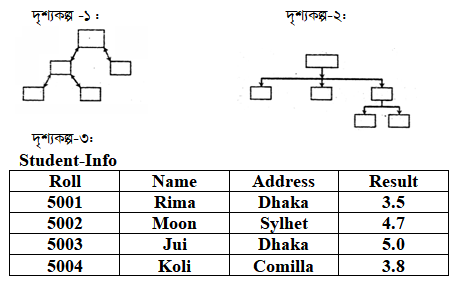 দৃশ্যকল্প -১ : দৃশ্যকল্প-২:
দৃশ্যকল্প-৩:
Student-Info
Roll Name Address Result
5001 Rima Dhaka 3.5
5002 Moon Sylhet 4.7
5003 Jui Dhaka 5.0
5004 Koli Comilla 3.8